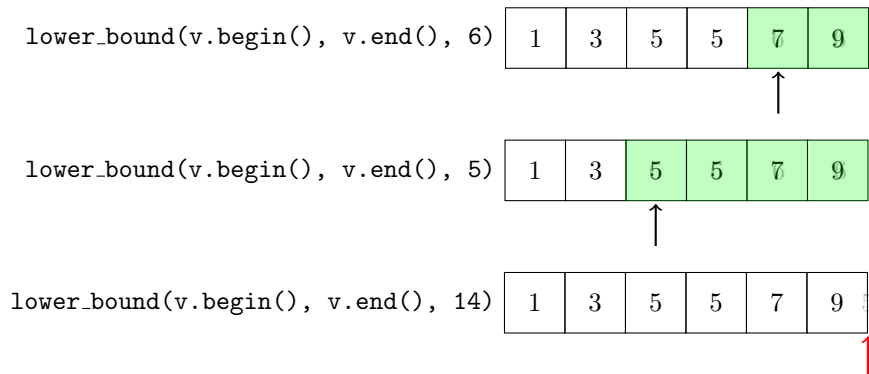 lower_bound(v.begin(), v.end(), 6) 1 3 5 5 7 9
lower_bound(v.begin(), v.end(), 5) 1 3 5 5 7 9
lower_bound(v.begin(), v.end(), 14) 1 3 5 5 7 9